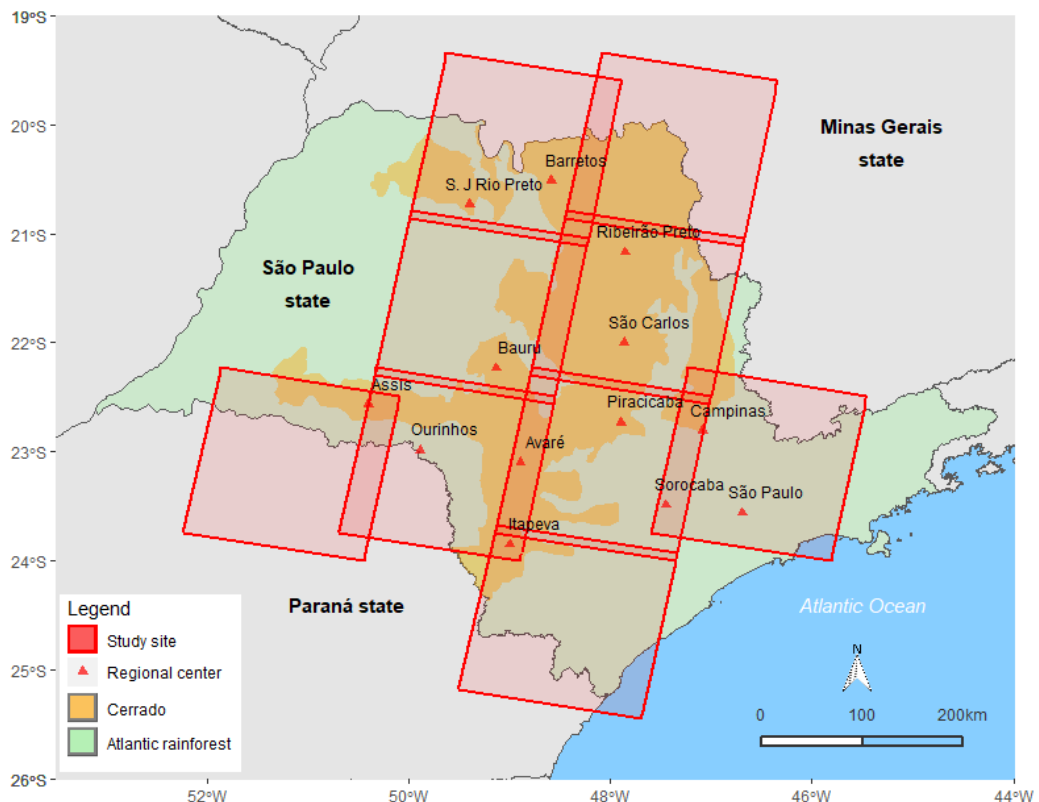 19°S
20°S
21°S
22°S
23°S
24°S
25°S
26°S
Minas Gerais
state
Barretos
S. J Rio Preto
Ribeirão Preto
São Paulo
state
São Carlos
Bauru
Assis
Piracicaba
Campinas
Ourinhos
Avaré
Sorocaba
São Paulo
Itapeva
Paraná state
Atlantic Ocean
Legend
Study site
Regional center
Cerrado
Atlantic rainforest
N
0 100 200km
52°W 50°W 48°W 46°W 44°W